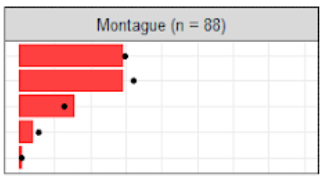 Montague (n = 88)